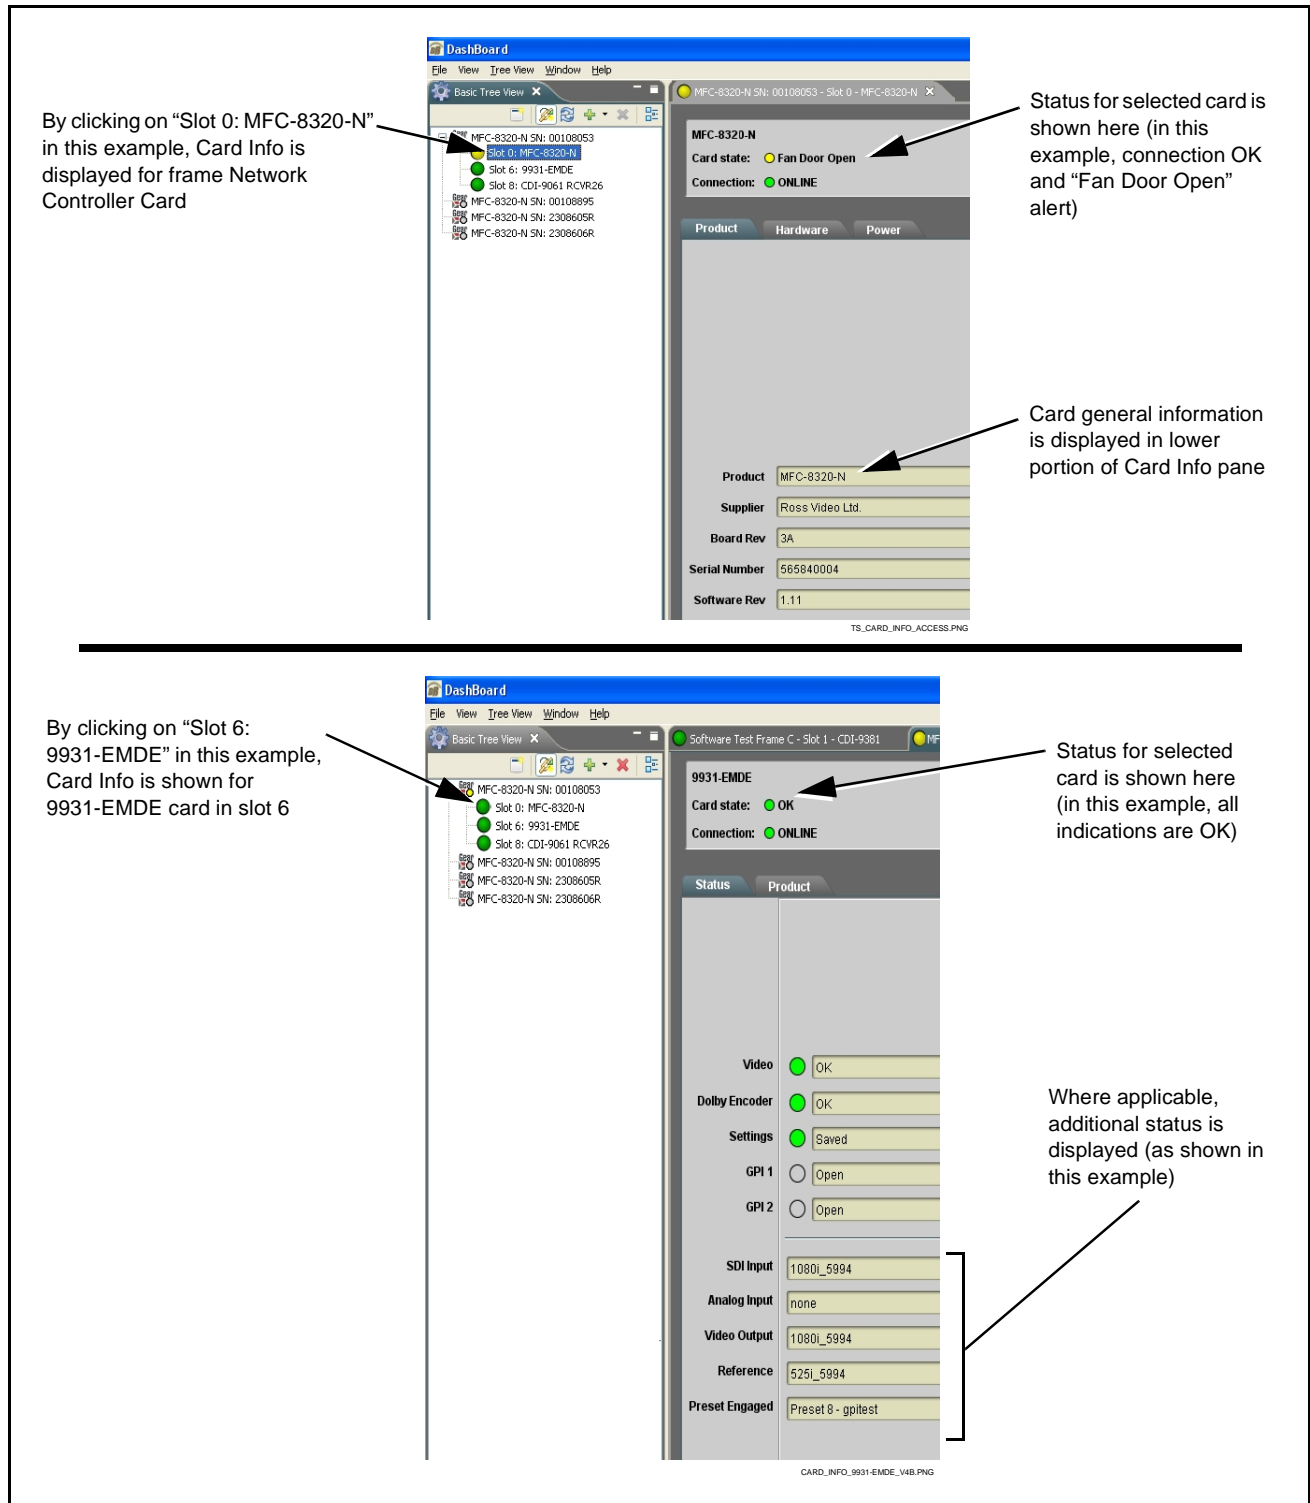 DashBoard
File View Tree View Window Help
Basic Tree View
MFC-8320-N SN: 00108053 - Slot 0 - MFC-8320-N
By clicking on “Slot 0: MFC-8320-N”
in this example, Card Info is
displayed for frame Network
Controller Card
MFC-8320-N SN: 00108053
Slot 0: MFC-8320-N
Slot 6: 9931-EMDE
Slot 8: CDI-9061 RCVR26
MFC-8320-N SN: 00108895
MFC-8320-N SN: 2308605R
MFC-8320-N SN: 2308606R
MFC-8320-N
Card state: Fan Door Open
Connection: ONLINE
Status for selected card is
shown here (in this
example, connection OK
and “Fan Door Open”
alert)
Product Hardware Power
Card general information
is displayed in lower
portion of Card Info pane
Product MFC-8320-N
Supplier Ross Video Ltd.
Board Rev 3A
Serial Number 565840004
Software Rev 1.11
TS_CARD_INFO_ACCESS.PNG
DashBoard
File View Tree View Window Help
Basic Tree View
Software Test Frame C - Slot 1 - CDI-9381 MF
By clicking on “Slot 6:
9931-EMDE” in this example,
Card Info is shown for
9931-EMDE card in slot 6
Gear MFC-8320-N SN: 00108053
Slot 0: MFC-8320-N
Slot 6: 9931-EMDE
Slot 8: CDI-9061 RCVR26
Gear MFC-8320-N SN: 00108895
Gear MFC-8320-N SN: 2308605R
Gear MFC-8320-N SN: 2308606R
9931-EMDE
Card state: OK
Connection: ONLINE
Status for selected
card is shown here
(in this example, all
indications are OK)
Status Product
Video OK
Dolby Encoder OK
Settings Saved
GPI 1 Open
GPI 2 Open
Where applicable,
additional status is
displayed (as shown in
this example)
SDI Input 1080i_5994
Analog Input none
Video Output 1080i_5994
Reference 525i_5994
Preset Engaged Preset 8 - gpitest
CARD_INFO_9931-EMDE_V4B.PNG